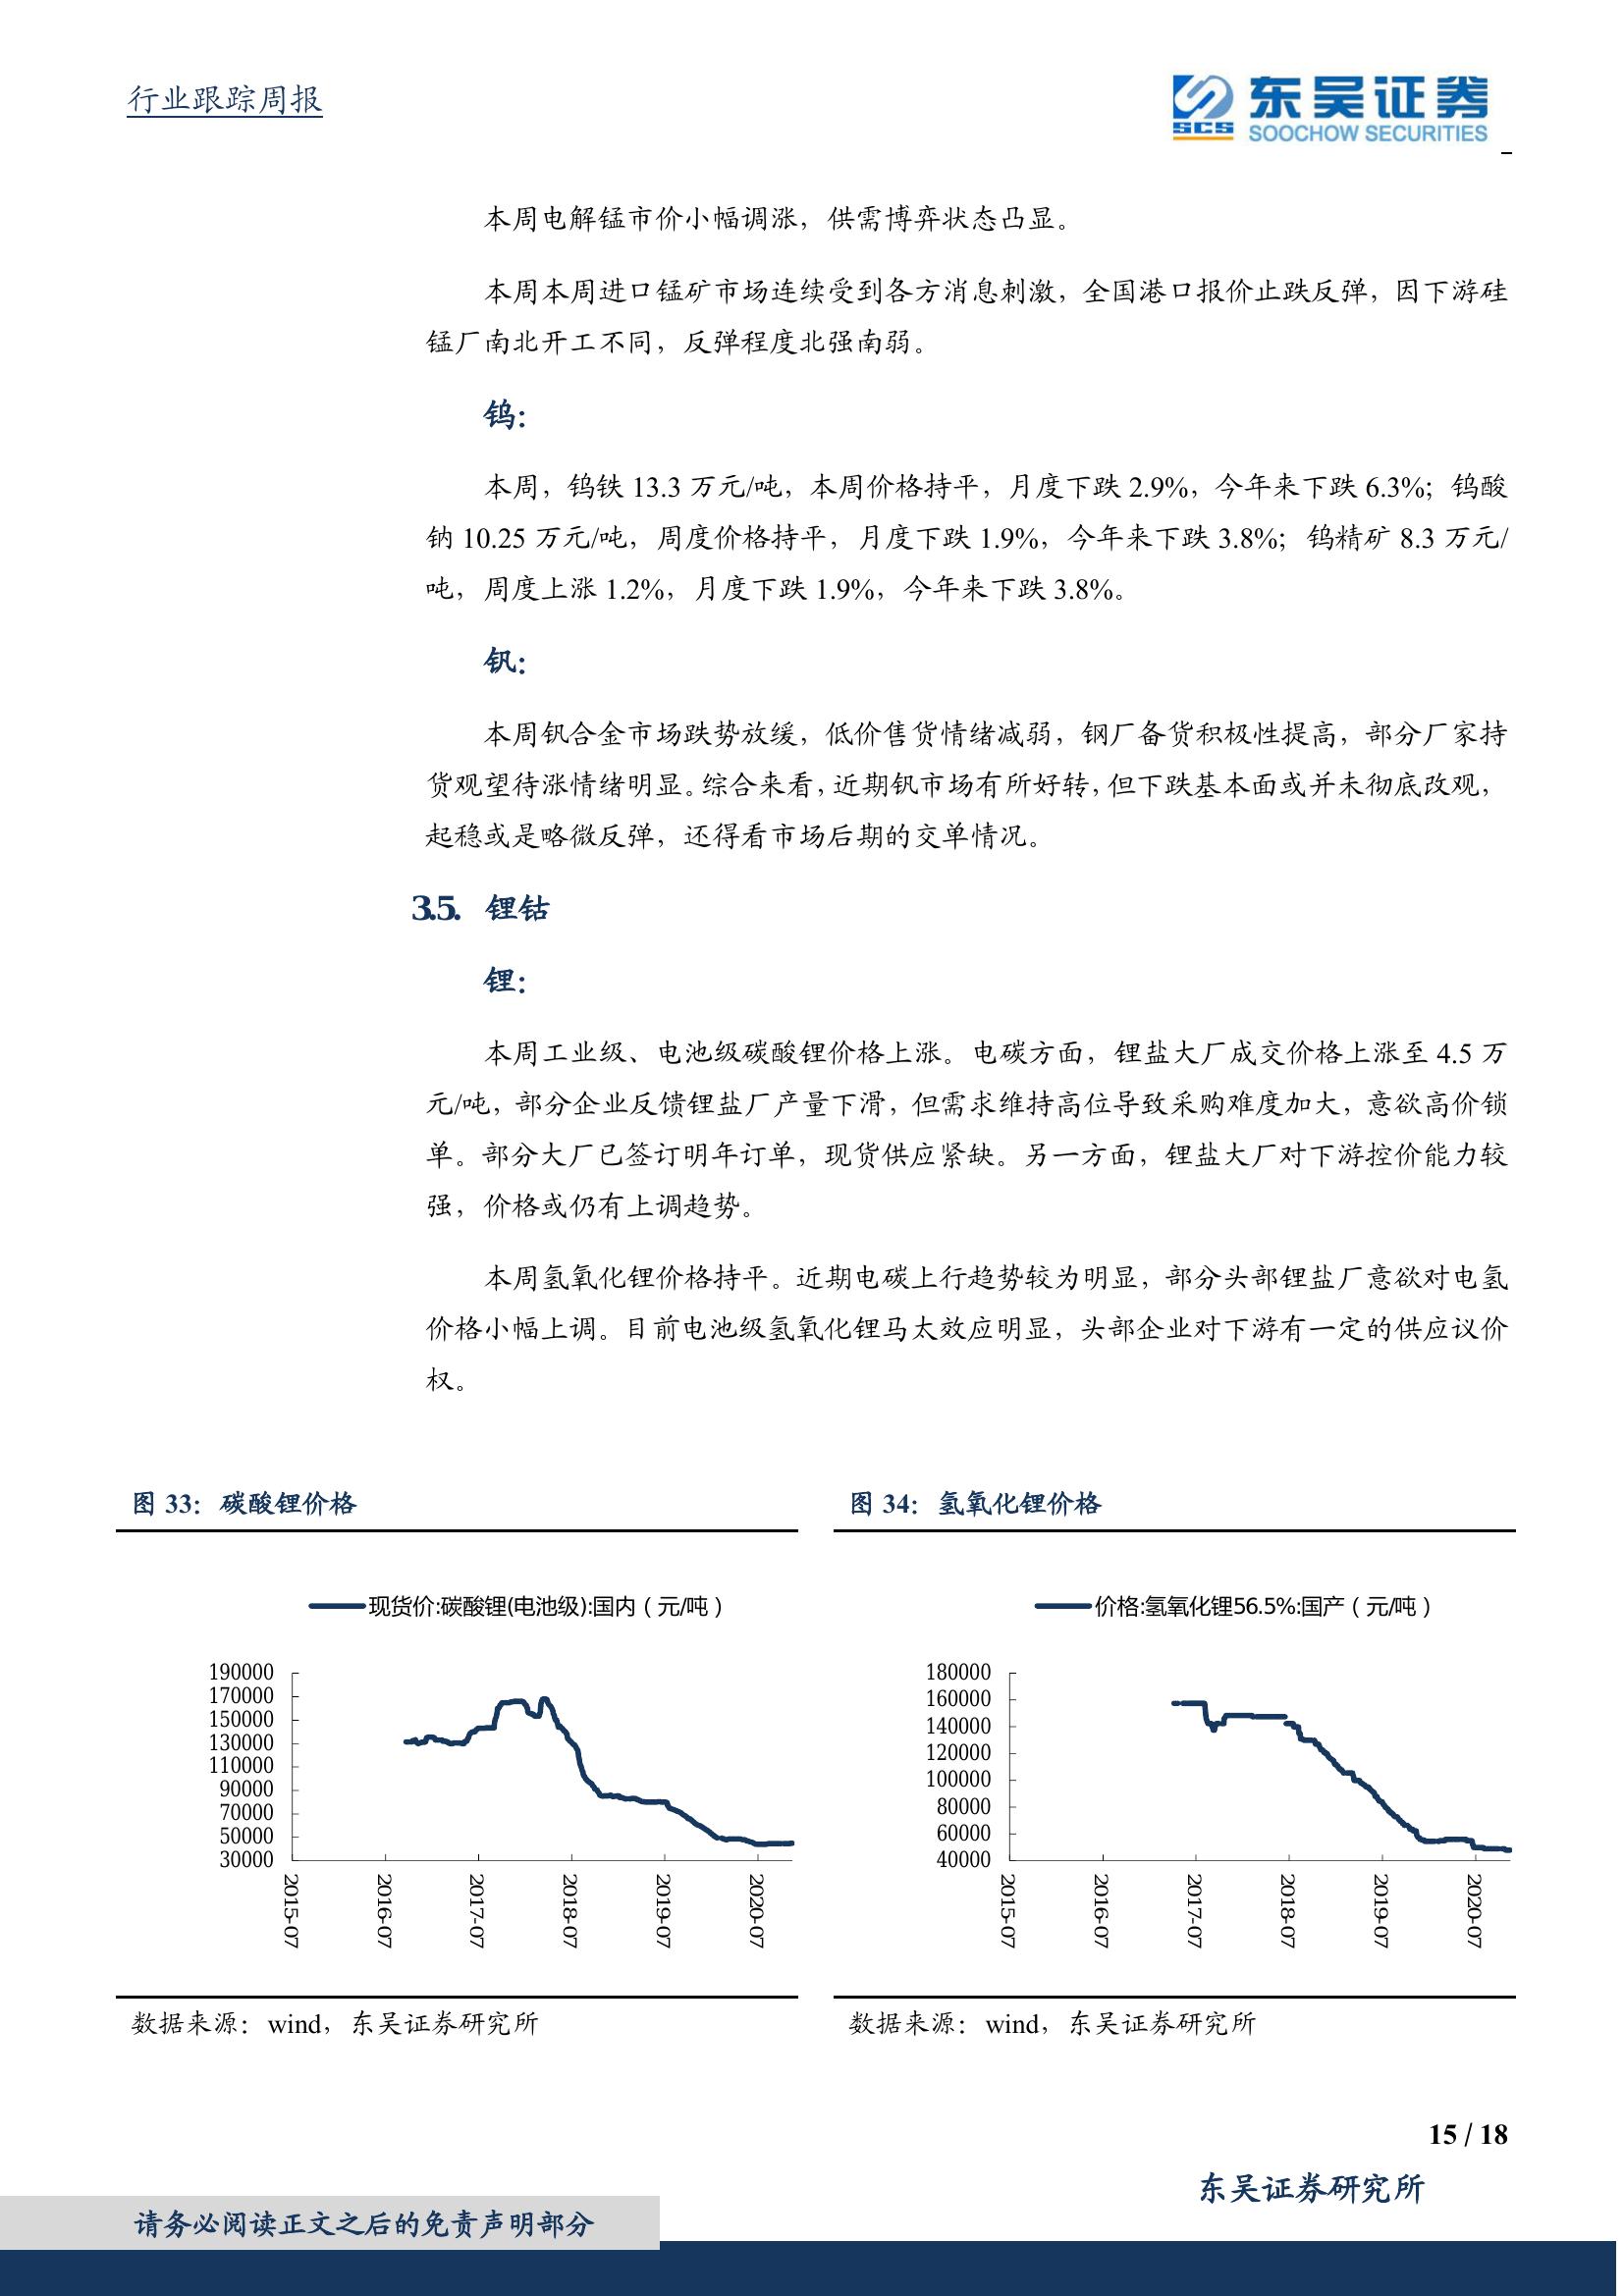 行业跟踪周报
SCS 东吴证券
SOOCHOW SECURITIES
本周电解锰市价小幅调涨，供需博弈状态凸显。
本周本周进口锰矿市场连续受到各方消息刺激，全国港口报价止跌反弹，因下游硅
锰厂南北开工不同，反弹程度北强南弱。
钨：
本周，钨铁 13.3 万元/吨，本周价格持平，月度下跌 2.9%，今年来下跌 6.3%；钨酸
钠 10.25 万元/吨，周度价格持平，月度下跌 1.9%，今年来下跌 3.8%；钨精矿 8.3 万元/
吨，周度上涨 1.2%，月度下跌 1.9%，今年来下跌 3.8%。
钒：
本周钒合金市场跌势放缓，低价售货情绪减弱，钢厂备货积极性提高，部分厂家持
货观望待涨情绪明显。综合来看，近期钒市场有所好转，但下跌基本面或并未彻底改观，
起稳或是略微反弹，还得看市场后期的交单情况。
3.5. 锂钴
锂：
本周工业级、电池级碳酸锂价格上涨。电碳方面，锂盐大厂成交价格上涨至 4.5 万
元/吨，部分企业反馈锂盐厂产量下滑，但需求维持高位导致采购难度加大，意欲高价锁
单。部分大厂已签订明年订单，现货供应紧缺。另一方面，锂盐大厂对下游控价能力较
强，价格或仍有上调趋势。
本周氢氧化锂价格持平。近期电碳上行趋势较为明显，部分头部锂盐厂意欲对电氢
价格小幅上调。目前电池级氢氧化锂马太效应明显，头部企业对下游有一定的供应议价
权。
图 33：碳酸锂价格
现货价:碳酸锂(电池级):国内（元/吨）
190000
170000
150000
130000
110000
90000
70000
50000
30000
2015-07
2016-07
2017-07
2018-07
2019-07
2020-07
数据来源：wind，东吴证券研究所
图 34：氢氧化锂价格
价格:氢氧化锂56.5%:国产（元/吨）
180000
160000
140000
120000
100000
80000
60000
40000
2015-07
2016-07
2017-07
2018-07
2019-07
2020-07
数据来源：wind，东吴证券研究所
15 / 18
东吴证券研究所
请务必阅读正文之后的免责声明部分